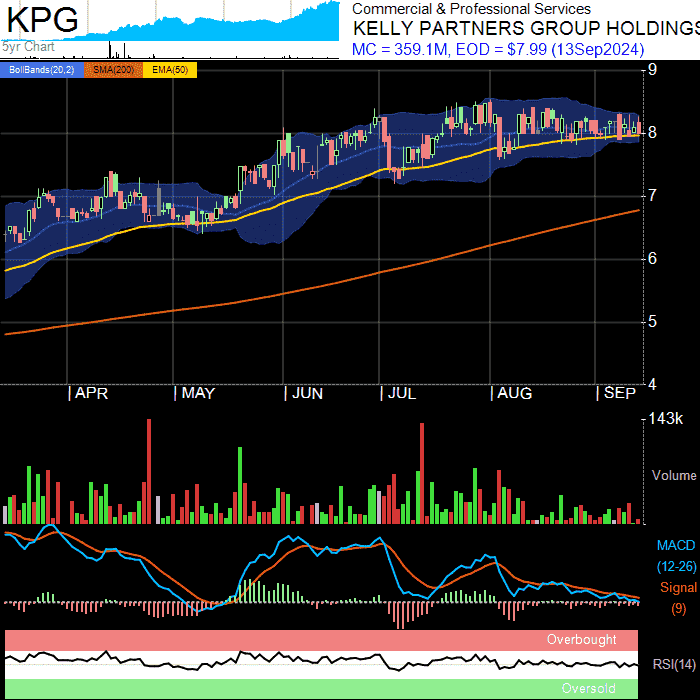 KPG
5yr Chart
Commercial & Professional Services
KELLY PARTNERS GROUP HOLDINGS
MC = 359.1M, EOD = $7.99 (13Sep2024)
BollBands(20,2) SMA(200) EMA(50)
9
8
7
6
5
4
| APR | MAY | JUN | JUL | AUG | SEP
143k
Volume
MACD
(12-26)
Signal
(9)
Overbought
RSI(14)
Oversold